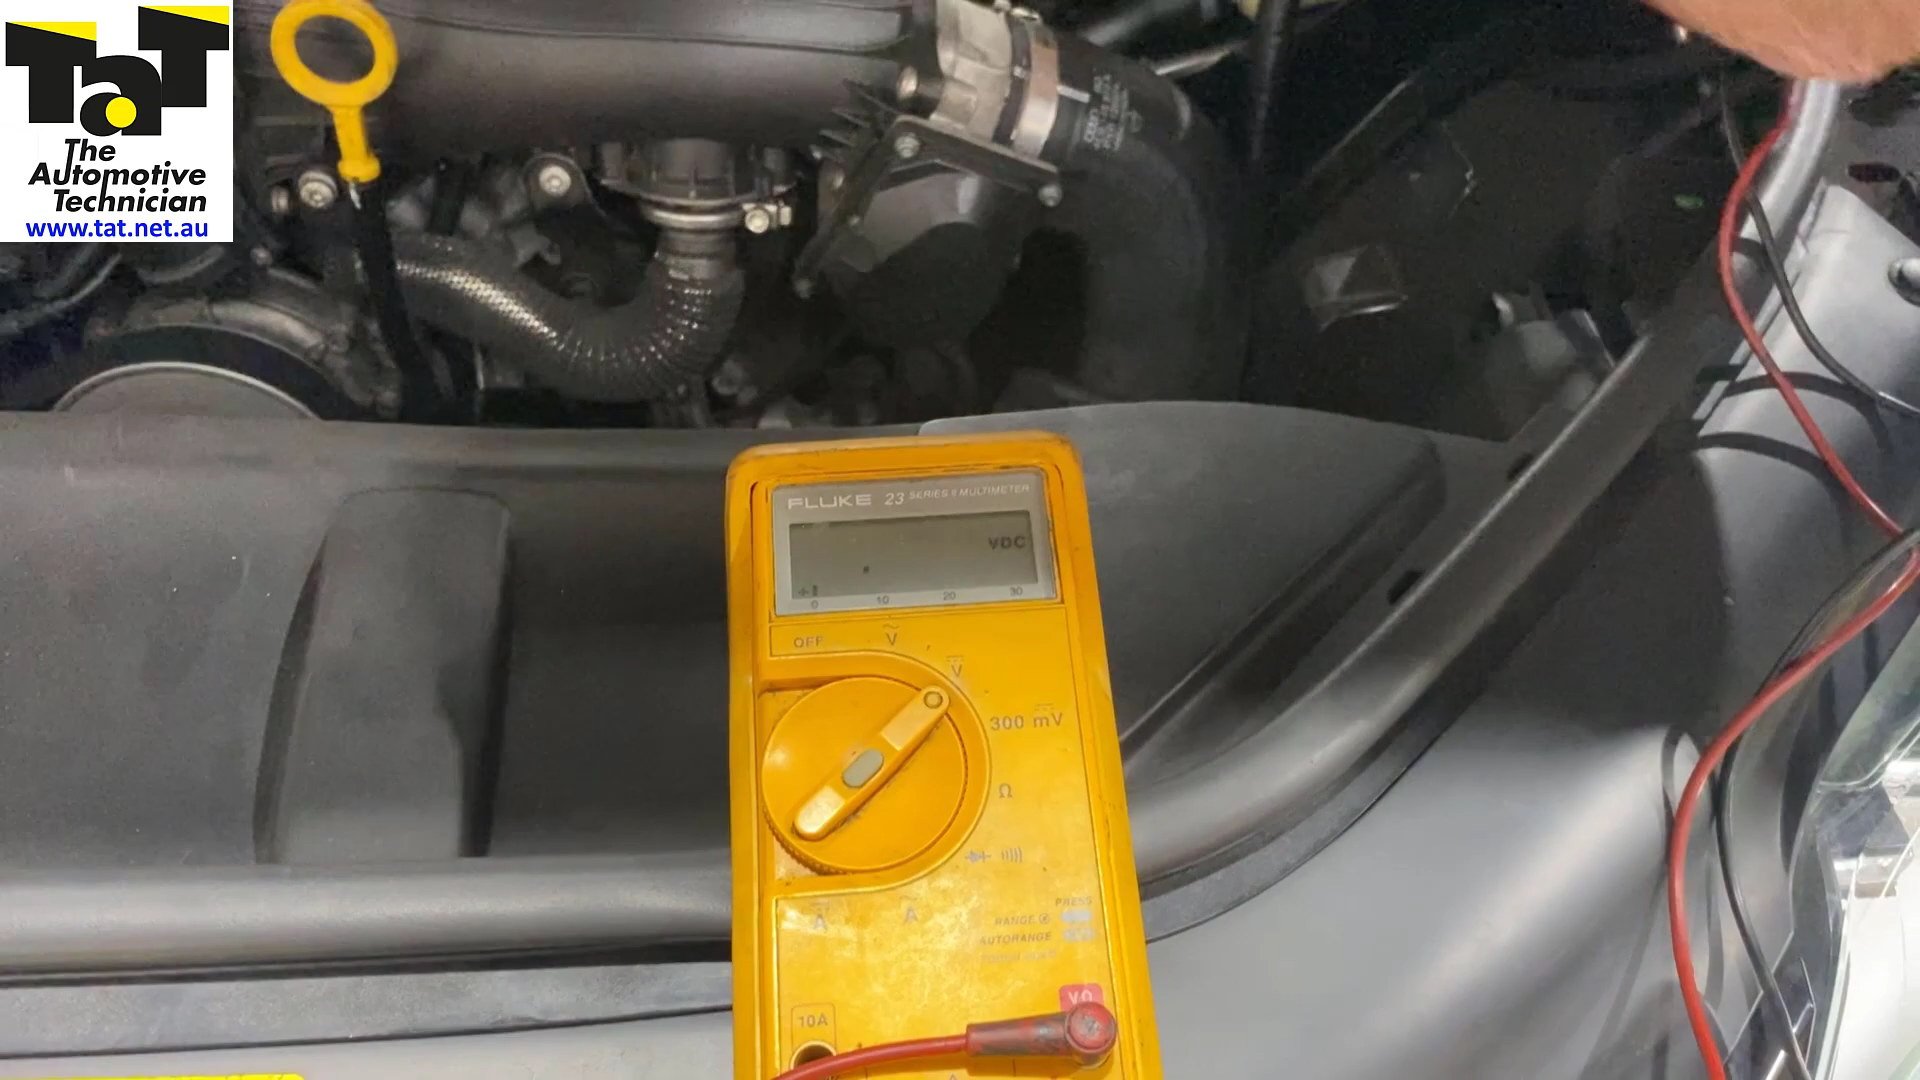 TaT
The
Automotive
Technician
www.tat.net.au
FLUKE 23 SERIES II MULTIMETER
VDC
0 10 20 30
OFF
V
V
300 mV
Ω
A
A
PRESS
RANGE
AUTORANGE
VΩ
10A